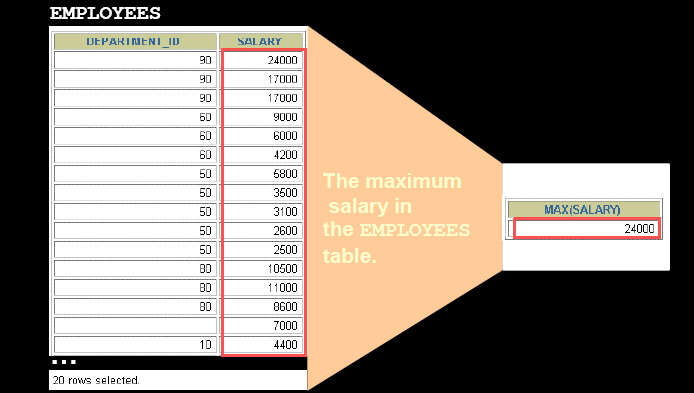 EMPLOYEES
DEPARTMENT_ID SALARY
90 24000
90 17000
90 17000
60 9000
60 6000
60 4200
50 5800
50 3500
50 3100
50 2600
50 2500
80 10500
80 11000
80 8600
7000
10 4400
...
20 rows selected.
The maximum
salary in
the EMPLOYEES
table.
MAX(SALARY)
24000